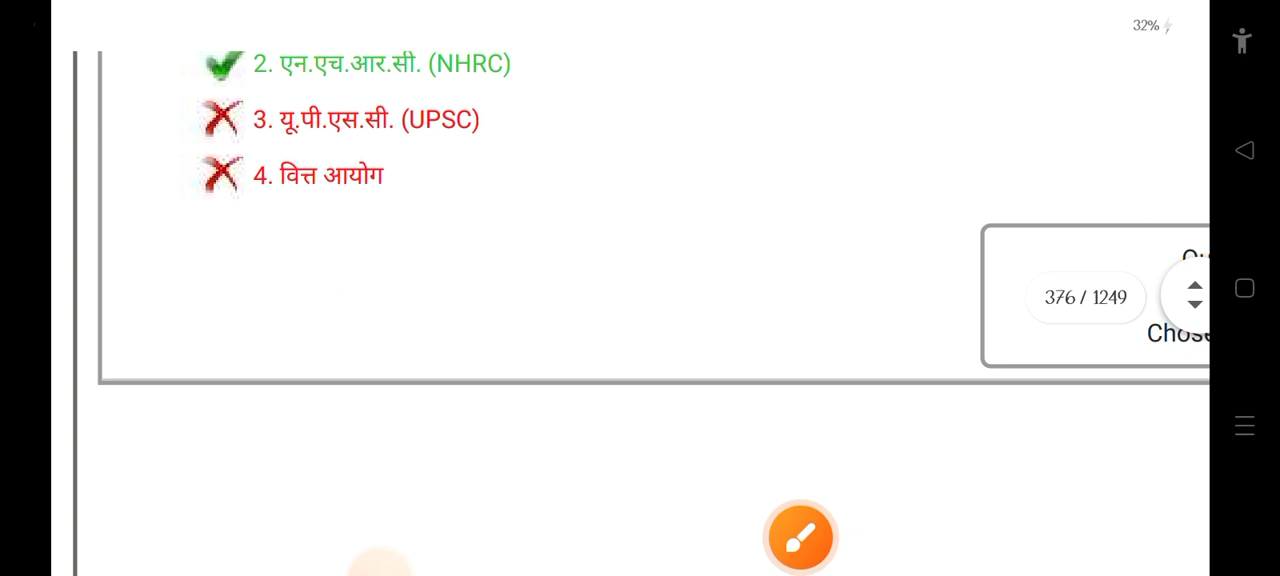 32%
2. एन.एच.आर.सी. (NHRC)
3. यू.पी.एस.सी. (UPSC)
4. वित्त आयोग
376 / 1249